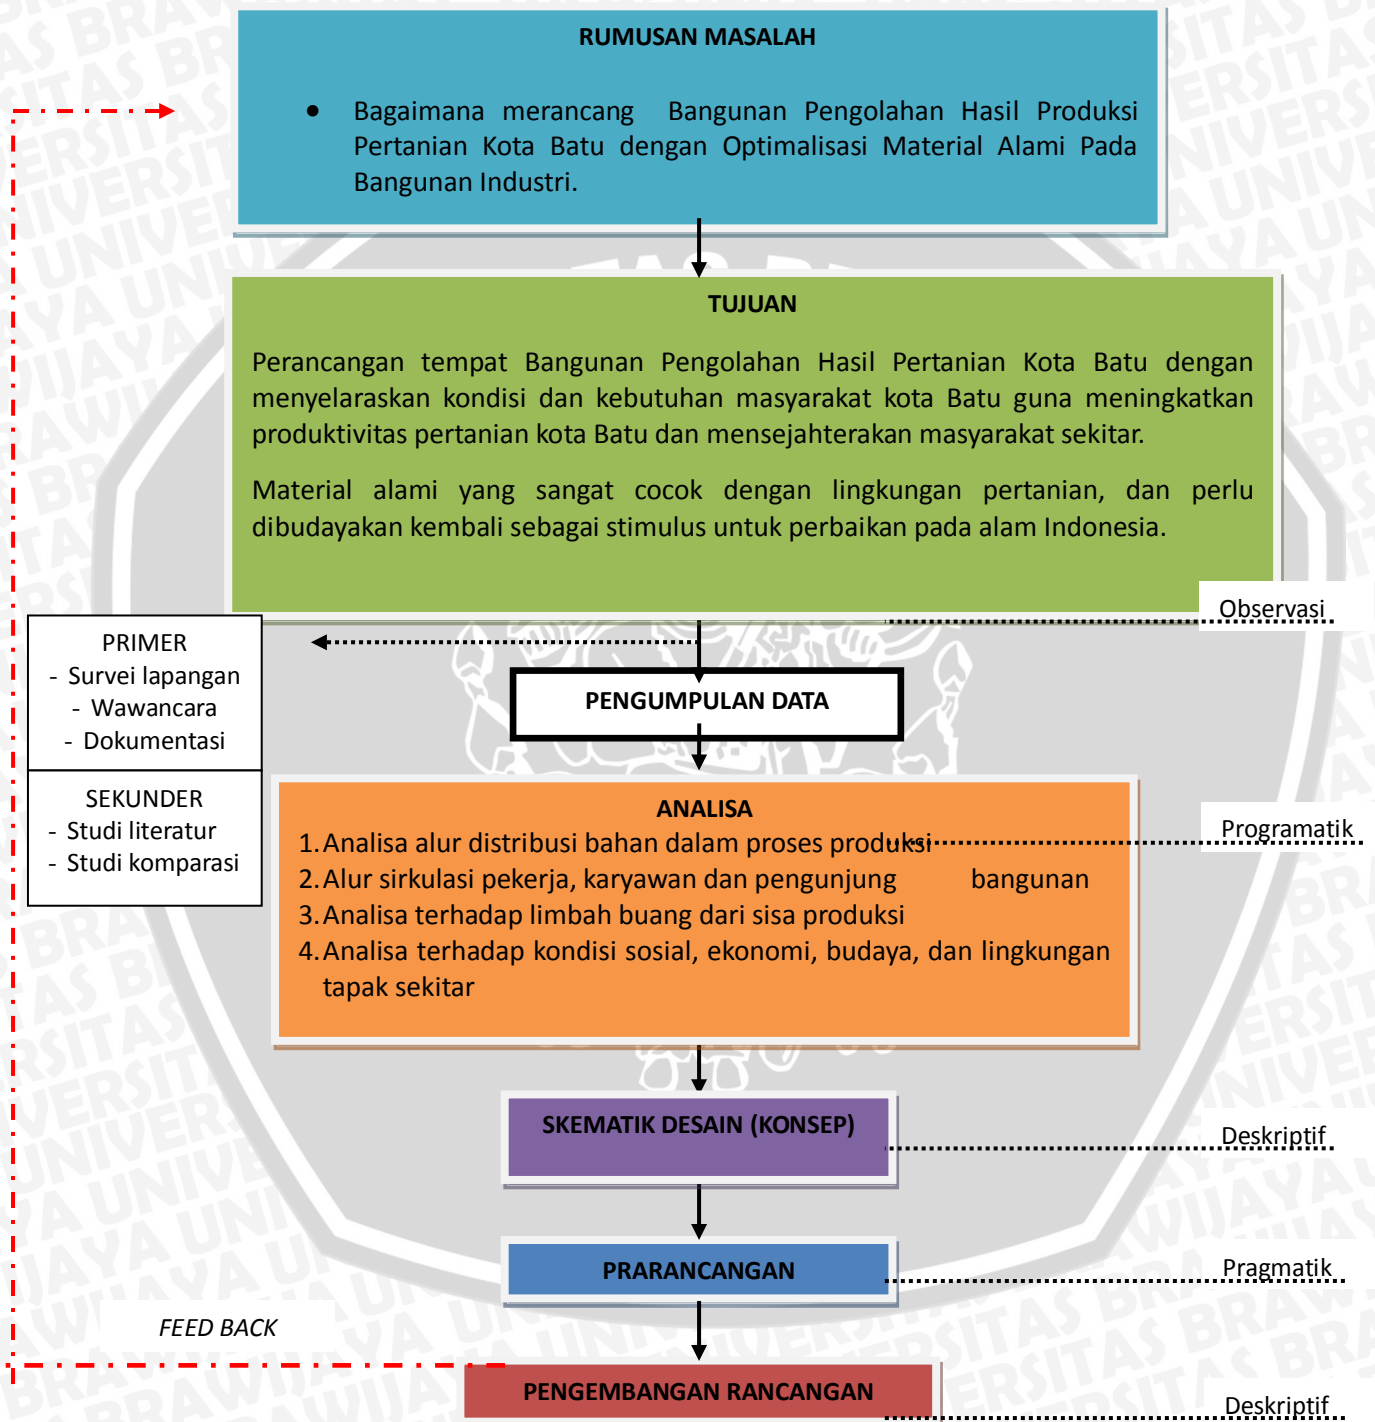 RUMUSAN MASALAH
● Bagaimana merancang Bangunan Pengolahan Hasil Produksi
Pertanian Kota Batu dengan Optimalisasi Material Alami Pada
Bangunan Industri.
TUJUAN
Perancangan tempat Bangunan Pengolahan Hasil Pertanian Kota Batu dengan
menyelaraskan kondisi dan kebutuhan masyarakat kota Batu guna meningkatkan
produktivitas pertanian kota Batu dan mensejahterakan masyarakat sekitar.
Material alami yang sangat cocok dengan lingkungan pertanian, dan perlu
dibudayakan kembali sebagai stimulus untuk perbaikan pada alam Indonesia.
Observasi
PRIMER
- Survei lapangan
- Wawancara
- Dokumentasi
SEKUNDER
- Studi literatur
- Studi komparasi
PENGUMPULAN DATA
ANALISA
1. Analisa alur distribusi bahan dalam proses produksi
2. Alur sirkulasi pekerja, karyawan dan pengunjung bangunan
3. Analisa terhadap limbah buang dari sisa produksi
4. Analisa terhadap kondisi sosial, ekonomi, budaya, dan lingkungan
tapak sekitar
Programatik
SKEMATIK DESAIN (KONSEP)
Deskriptif
PRARANCANGAN
Pragmatik
FEED BACK
PENGEMBANGAN RANCANGAN
Deskriptif